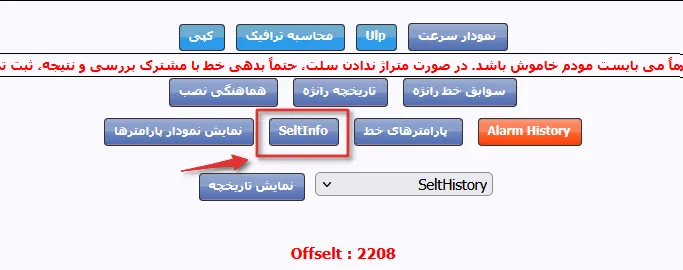 نمودار سرعت Ulp محاسبه ترافیک کپی
ماً می بایست مودم خاموش باشد. در صورت متراژ ندادن سلت، حتماً بدهی خط با مشترک بررسی و نتیجه، ثبت
سوابق خط رانژه تاریخچه رانژه هماهنگی نصب
Alarm History پارامترهای خط SeltInfo نمایش نمودار پارامترها
SeltHistory نمایش تاریخچه
Offselt : 2208